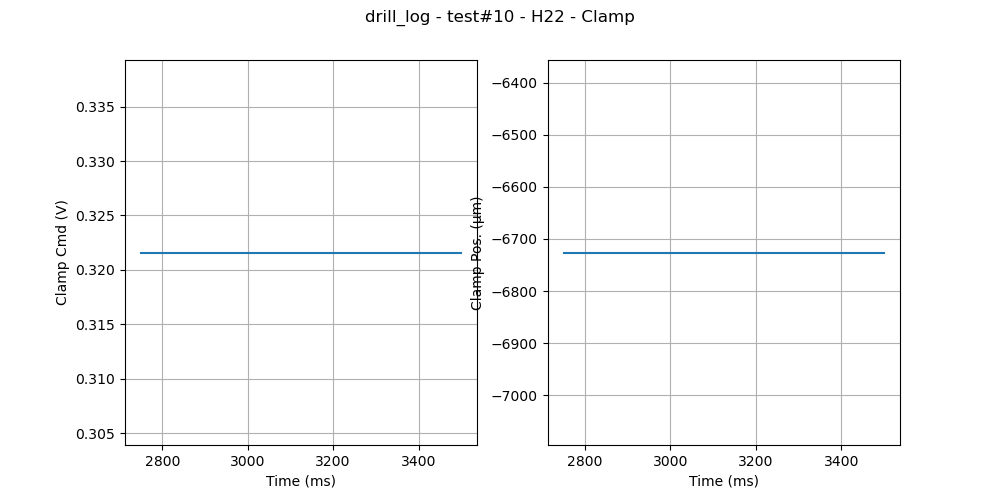 drill_log - test#10 - H22 - Clamp
0.335
0.330
0.325
0.320
0.315
0.310
0.305
Clamp Cmd (V)
2800 3000 3200 3400
Time (ms)
−6400
−6500
−6600
−6700
−6800
−6900
−7000
Clamp Pos. (µm)
2800 3000 3200 3400
Time (ms)